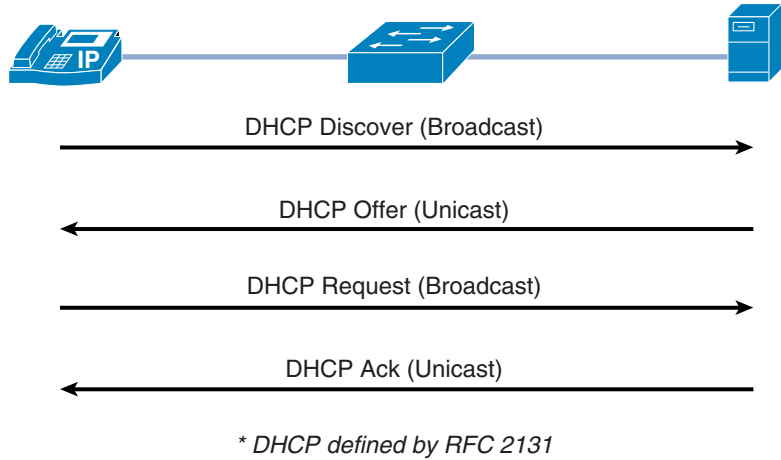 IP
DHCP Discover (Broadcast)
DHCP Offer (Unicast)
DHCP Request (Broadcast)
DHCP Ack (Unicast)
* DHCP defined by RFC 2131